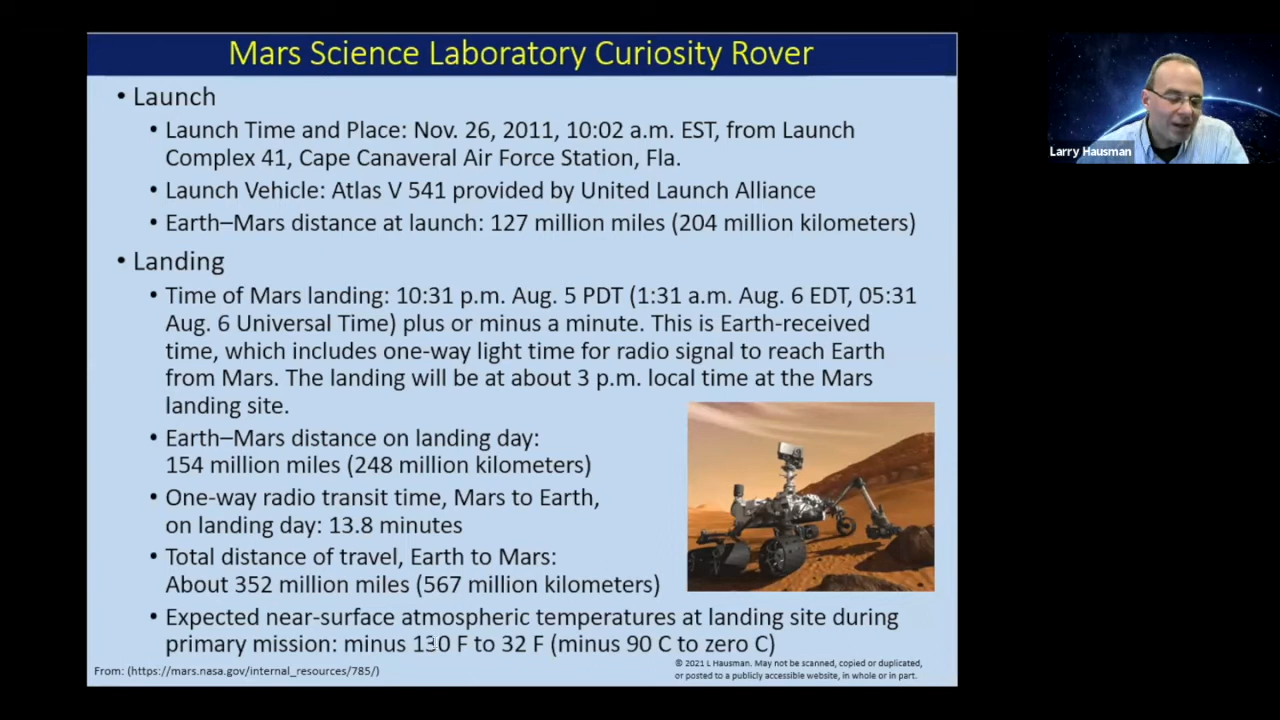 Mars Science Laboratory Curiosity Rover
• Launch
• Launch Time and Place: Nov. 26, 2011, 10:02 a.m. EST, from Launch
Complex 41, Cape Canaveral Air Force Station, Fla.
• Launch Vehicle: Atlas V 541 provided by United Launch Alliance
• Earth–Mars distance at launch: 127 million miles (204 million kilometers)
• Landing
• Time of Mars landing: 10:31 p.m. Aug. 5 PDT (1:31 a.m. Aug. 6 EDT, 05:31
Aug. 6 Universal Time) plus or minus a minute. This is Earth-received
time, which includes one-way light time for radio signal to reach Earth
from Mars. The landing will be at about 3 p.m. local time at the Mars
landing site.
• Earth–Mars distance on landing day:
154 million miles (248 million kilometers)
• One-way radio transit time, Mars to Earth,
on landing day: 13.8 minutes
• Total distance of travel, Earth to Mars:
About 352 million miles (567 million kilometers)
• Expected near-surface atmospheric temperatures at landing site during
primary mission: minus 130 F to 32 F (minus 90 C to zero C)
From: (https://mars.nasa.gov/internal_resources/785/)
© 2021 L Hausman. May not be scanned, copied or duplicated,
or posted to a publicly accessible website, in whole or in part.
Larry Hausman